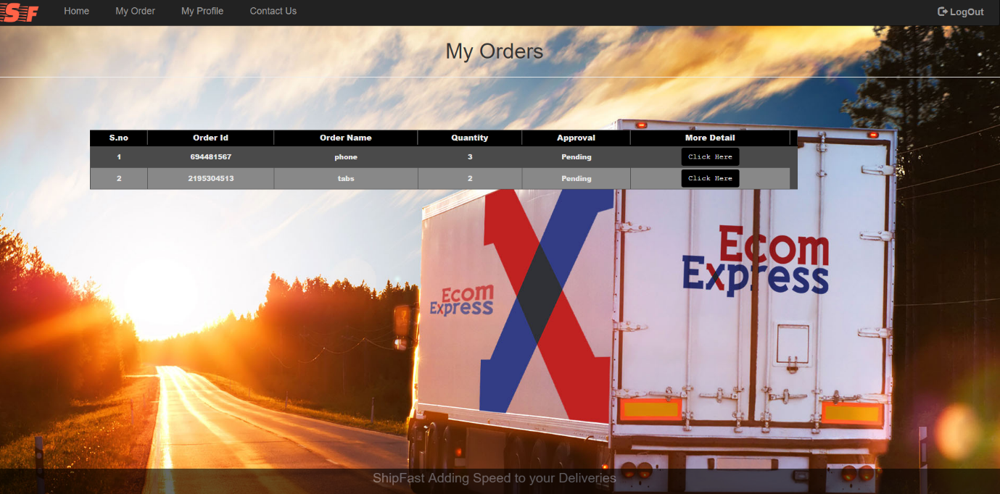 SF Home My Order My Profile Contact Us LogOut
My Orders
S.no Order Id Order Name Quantity Approval More Detail
1 694481567 phone 3 Pending Click Here
2 2195304513 tabs 2 Pending Click Here
Ecom
Express
Ecom
Express
ShipFast Adding Speed to your Deliveries